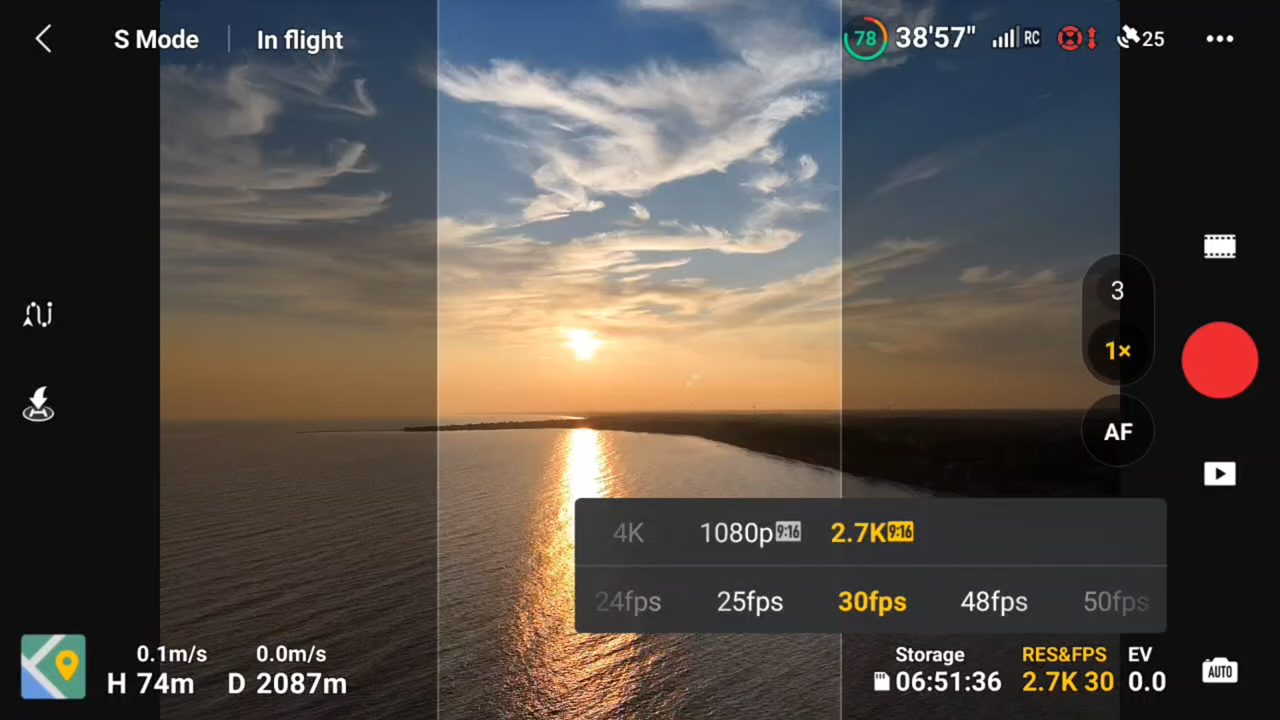 S Mode
In flight
78
38'57"
RC
25
3
1×
AF
4K
1080p 9:16
2.7K 9:16
24fps
25fps
30fps
48fps
50fps
0.1m/s
0.0m/s
H 74m
D 2087m
Storage
06:51:36
RES&FPS
2.7K 30
EV
0.0
AUTO